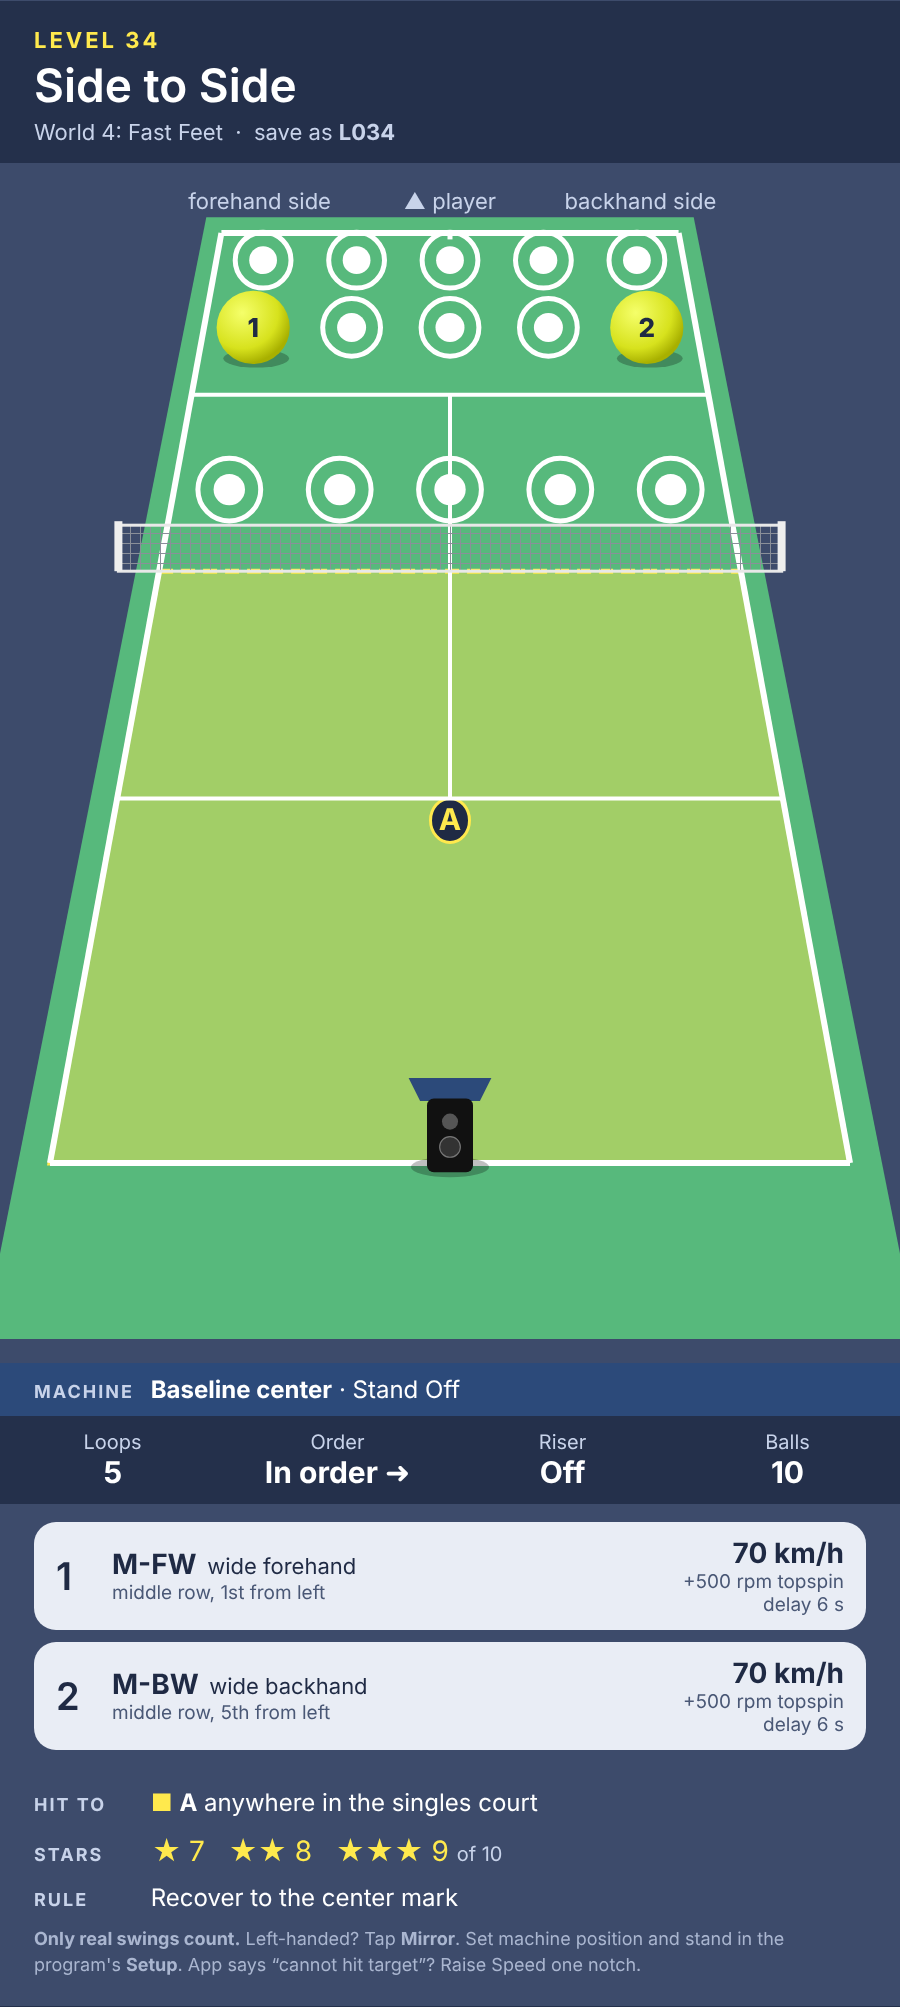 LEVEL 34
Side to Side
World 4: Fast Feet · save as L034
forehand side ▲ player backhand side
1 2
A
MACHINE Baseline center · Stand Off
Loops Order Riser Balls
5 In order → Off 10
1 M-FW wide forehand 70 km/h
middle row, 1st from left +500 rpm topspin
delay 6 s
2 M-BW wide backhand 70 km/h
middle row, 5th from left +500 rpm topspin
delay 6 s
HIT TO ■ A anywhere in the singles court
STARS ★ 7 ★★ 8 ★★★ 9 of 10
RULE Recover to the center mark
Only real swings count. Left-handed? Tap Mirror. Set machine position and stand in the
program's Setup. App says “cannot hit target”? Raise Speed one notch.